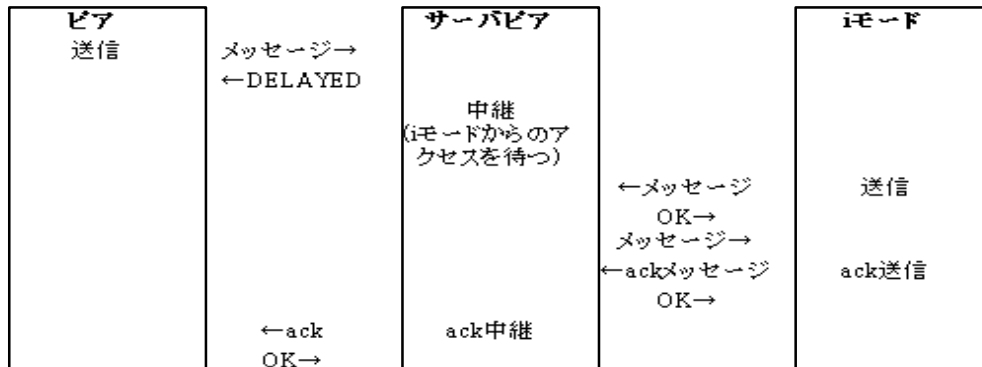 ピア サーバピア iモード
送信 メッセージ→
←DELAYED
中継
(iモードからのア
クセスを待つ)
←メッセージ 送信
OK→
メッセージ→
←ackメッセージ ack送信
OK→
←ack ack中継
OK→